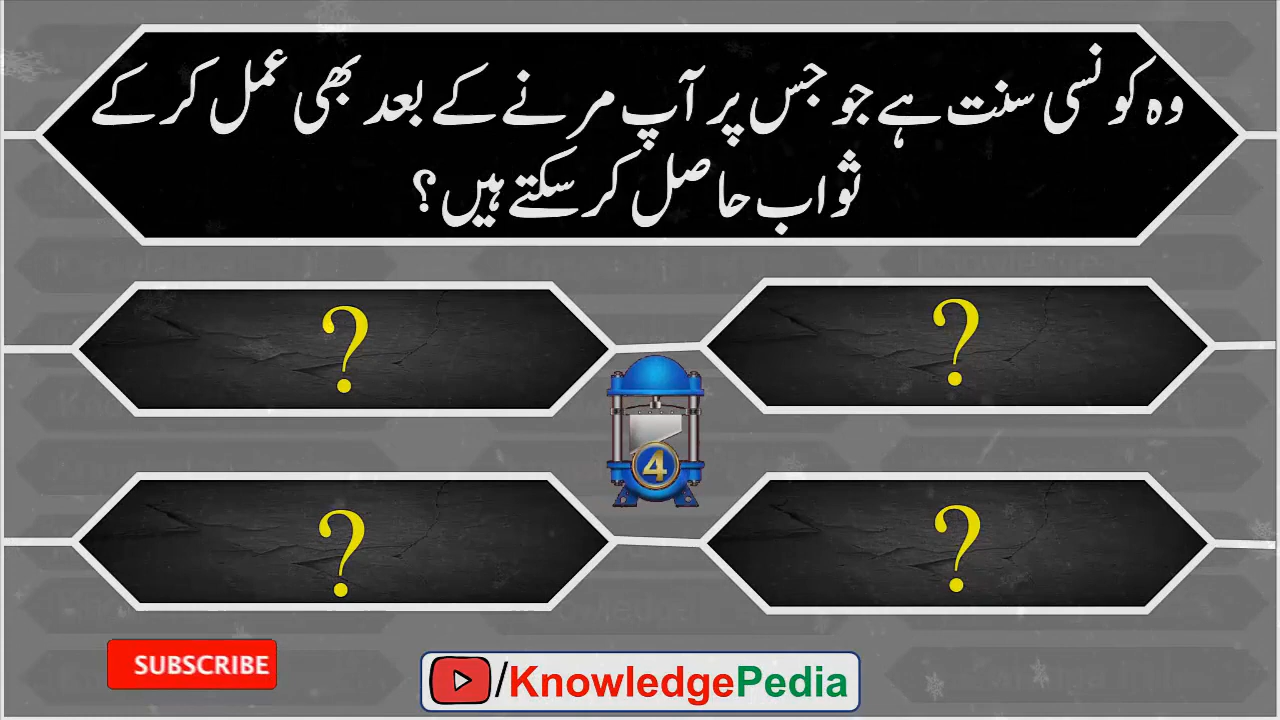 وہ کونسی سنت ہے جو جس پر آپ مرنے کے بعد بھی عمل کر کے
ثواب حاصل کر سکتے ہیں؟
?
?
4
?
?
SUBSCRIBE
/KnowledgePedia